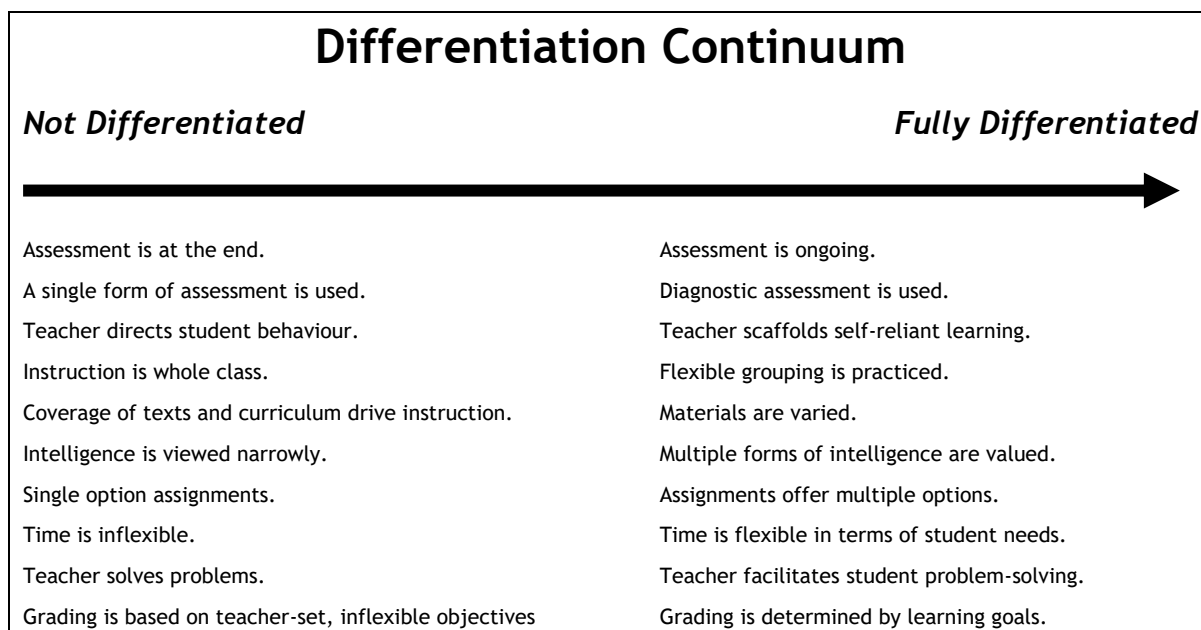 Differentiation Continuum
Not Differentiated Fully Differentiated
Assessment is at the end. Assessment is ongoing.
A single form of assessment is used. Diagnostic assessment is used.
Teacher directs student behaviour. Teacher scaffolds self-reliant learning.
Instruction is whole class. Flexible grouping is practiced.
Coverage of texts and curriculum drive instruction. Materials are varied.
Intelligence is viewed narrowly. Multiple forms of intelligence are valued.
Single option assignments. Assignments offer multiple options.
Time is inflexible. Time is flexible in terms of student needs.
Teacher solves problems. Teacher facilitates student problem-solving.
Grading is based on teacher-set, inflexible objectives Grading is determined by learning goals.